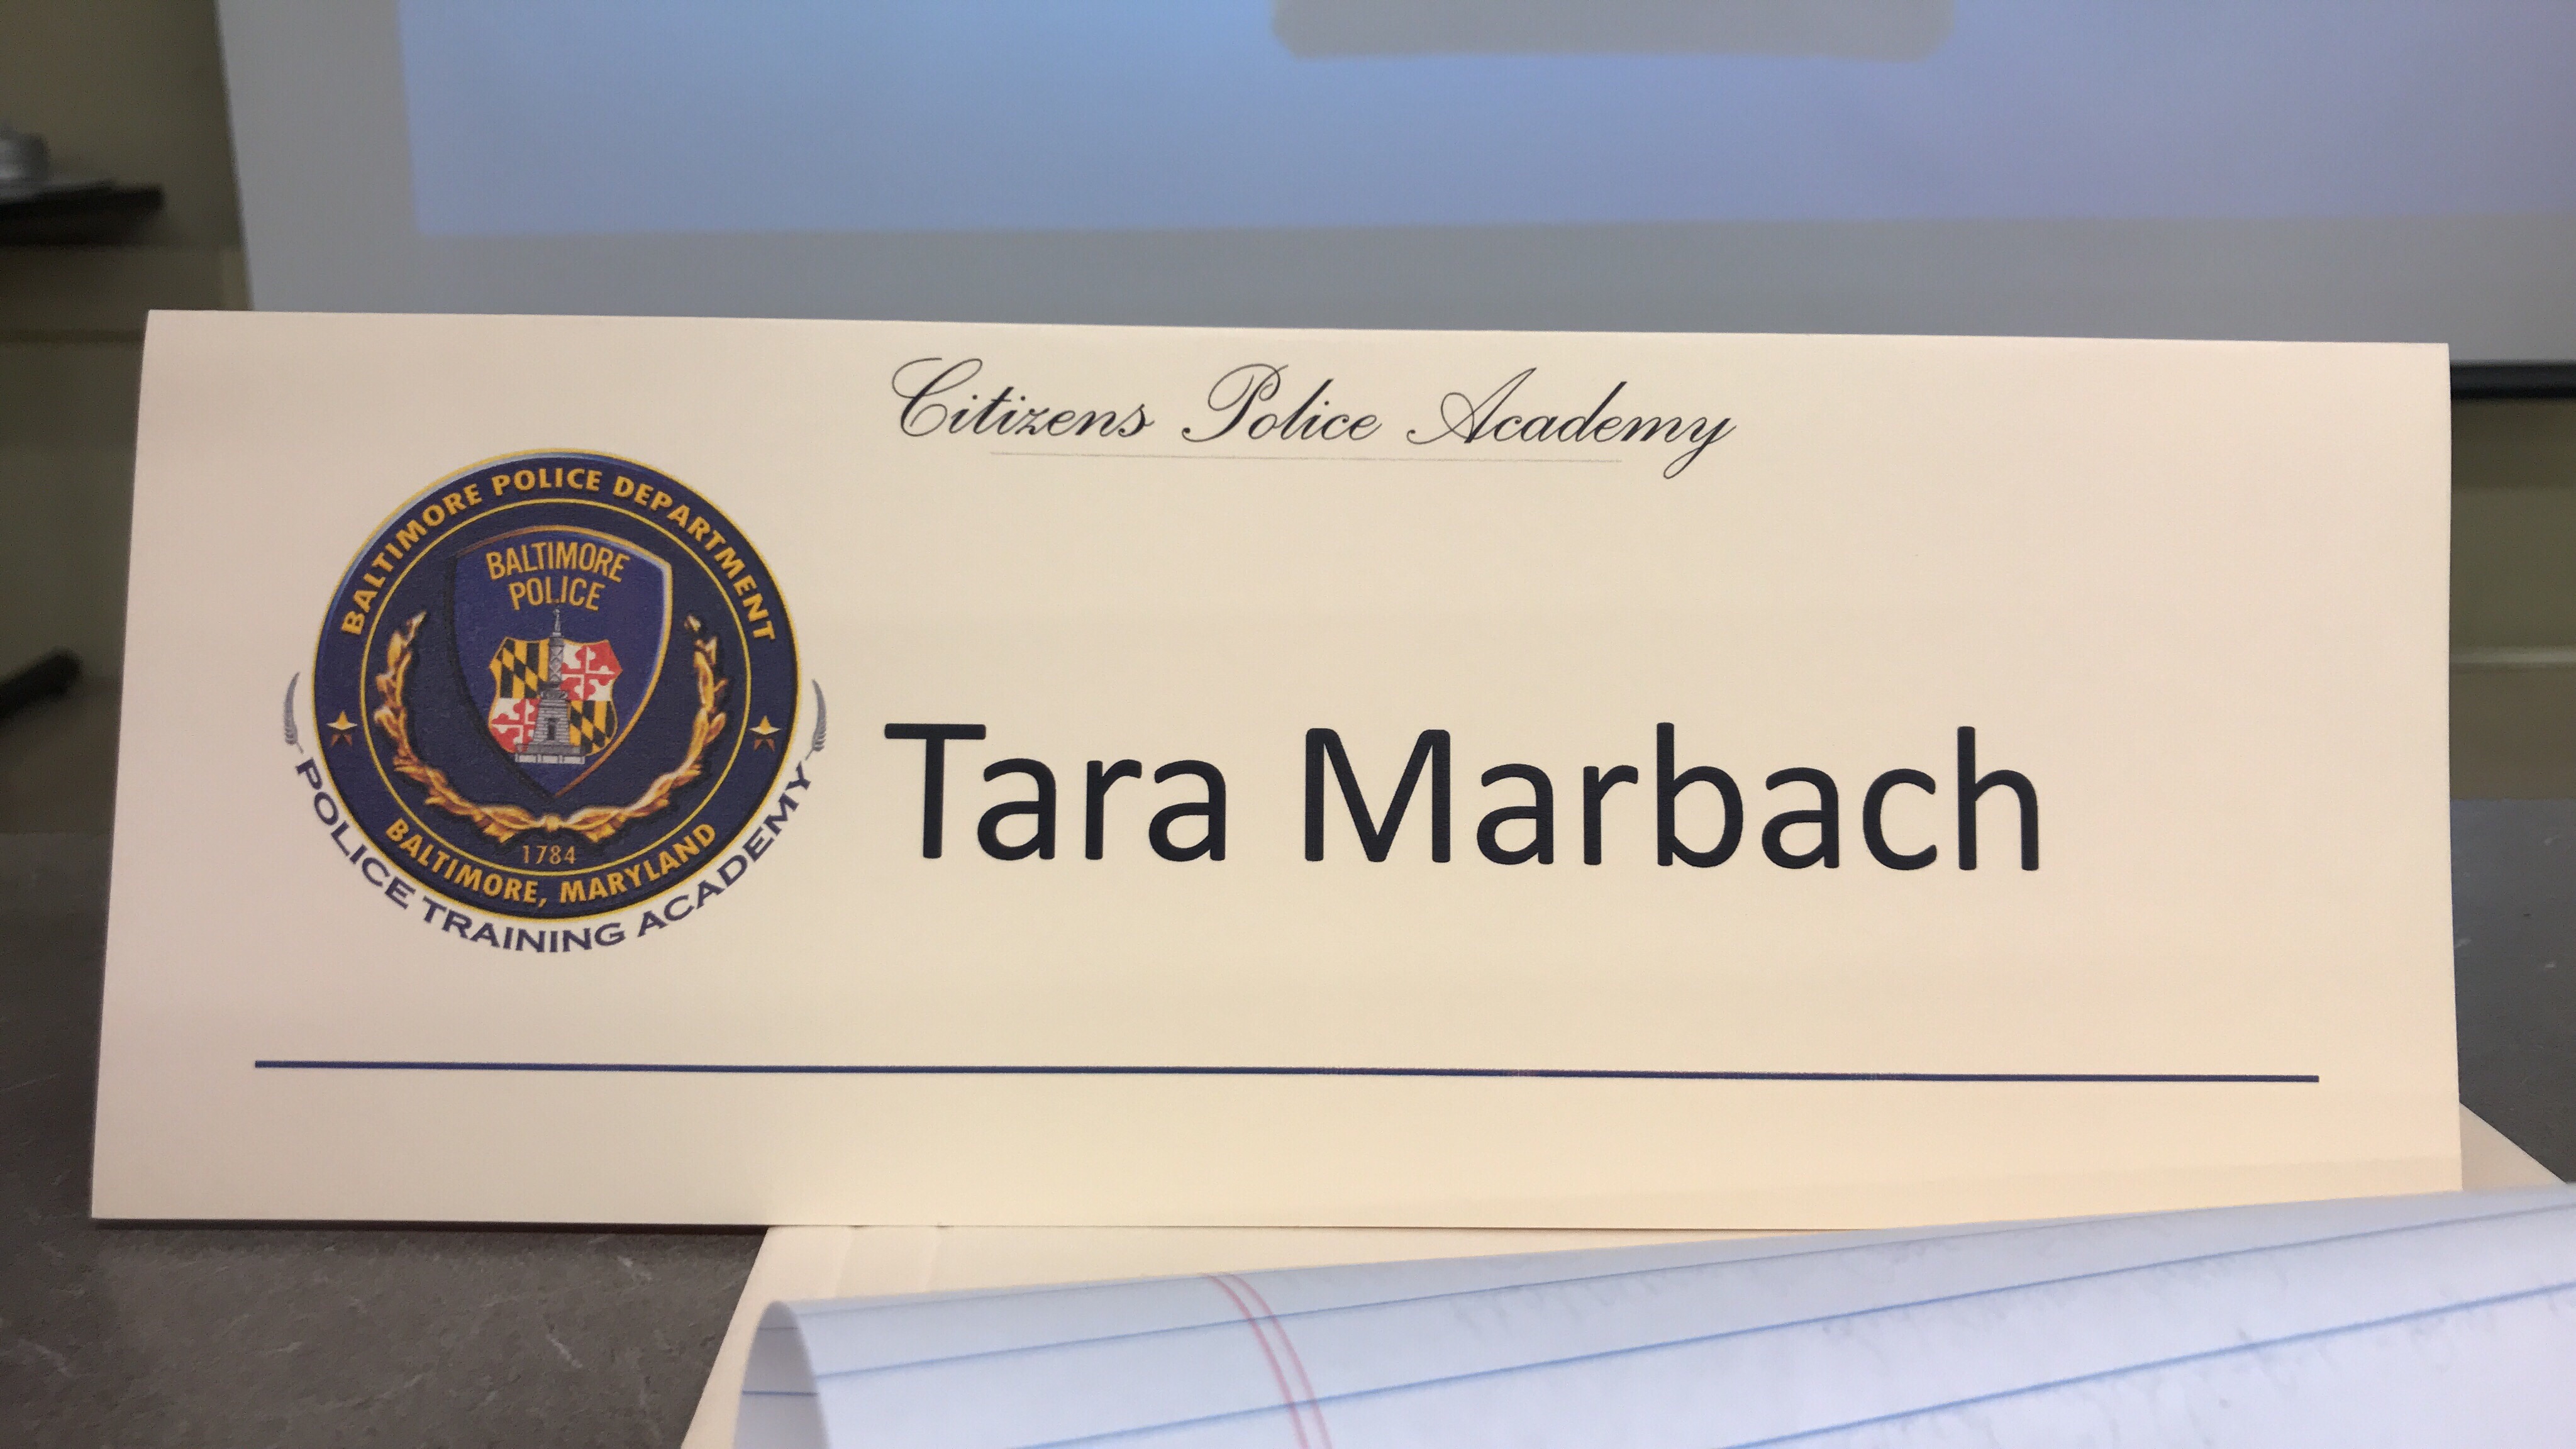 Citizens Police Academy
BALTIMORE POLICE DEPARTMENT
BALTIMORE
POLICE
1784
BALTIMORE, MARYLAND
POLICE TRAINING ACADEMY
Tara Marbach